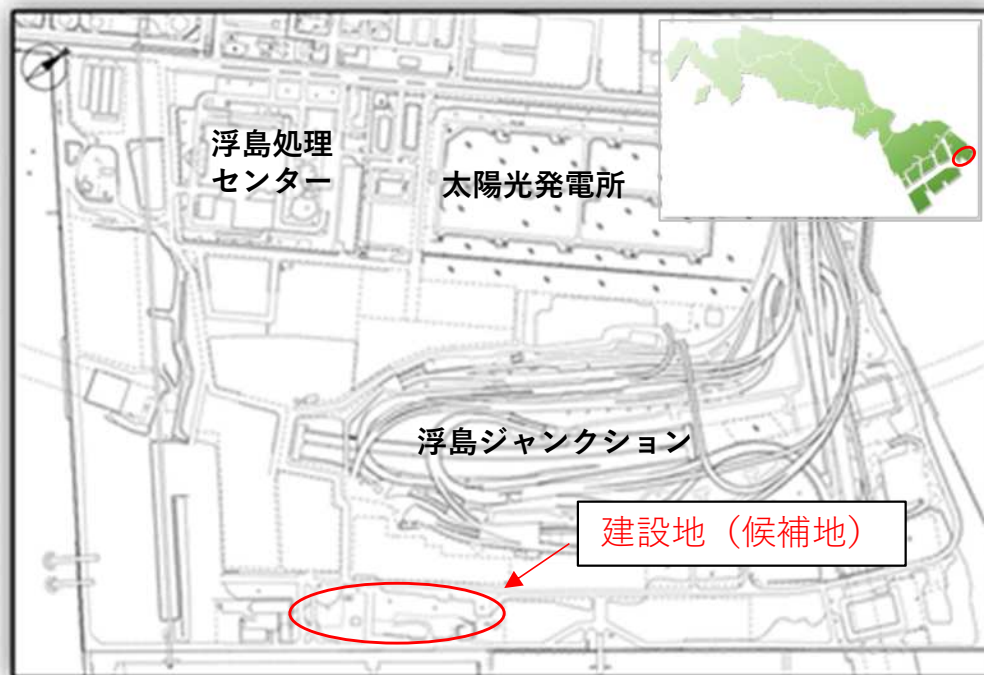 浮島処理
センター
太陽光発電所
浮島ジャンクション
建設地（候補地）